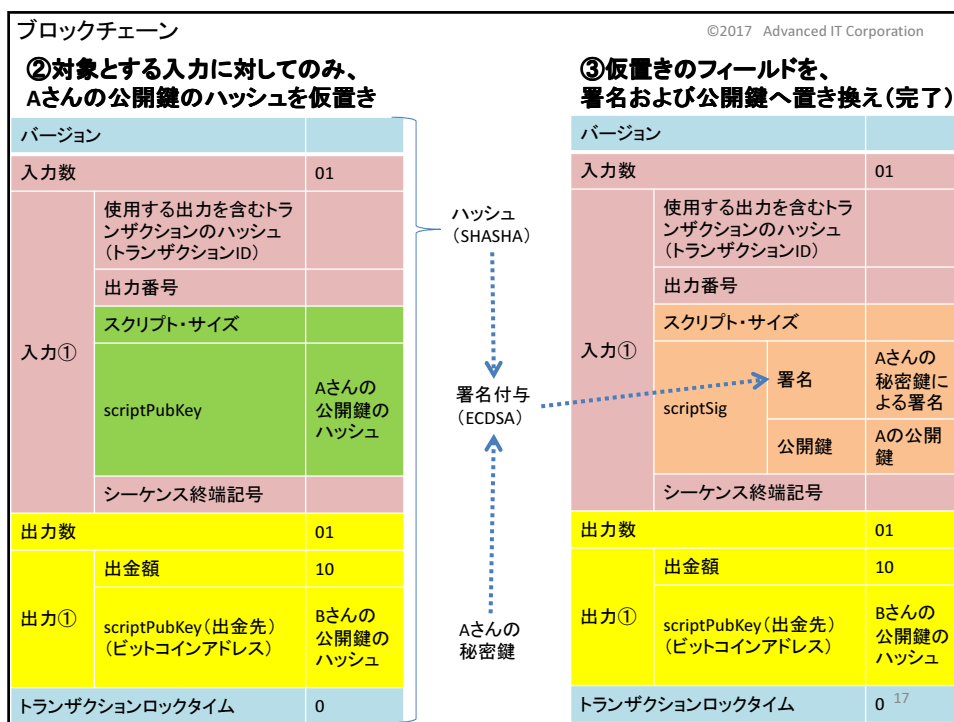 ブロックチェーン
©2017 Advanced IT Corporation
②対象とする入力に対してのみ、
Aさんの公開鍵のハッシュを仮置き
バージョン
入力数 01
入力①
使用する出力を含むトラ
ンザクションのハッシュ
（トランザクションID）
出力番号
スクリプト・サイズ
scriptPubKey
Aさんの
公開鍵の
ハッシュ
シーケンス終端記号
出力数 01
出力①
出金額 10
scriptPubKey（出金先）
（ビットコインアドレス）
Bさんの
公開鍵の
ハッシュ
トランザクションロックタイム 0
ハッシュ
（SHASHA）
署名付与
（ECDSA）
Aさんの
秘密鍵
③仮置きのフィールドを、
署名および公開鍵へ置き換え（完了）
バージョン
入力数 01
入力①
使用する出力を含むトラ
ンザクションのハッシュ
（トランザクションID）
出力番号
スクリプト・サイズ
scriptSig
署名
Aさんの
秘密鍵に
よる署名
公開鍵
Aの公開
鍵
シーケンス終端記号
出力数 01
出力①
出金額 10
scriptPubKey（出金先）
（ビットコインアドレス）
Bさんの
公開鍵の
ハッシュ
トランザクションロックタイム 0
17